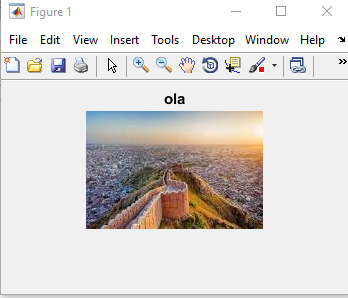 Figure 1
File Edit View Insert Tools Desktop Window Help
ola